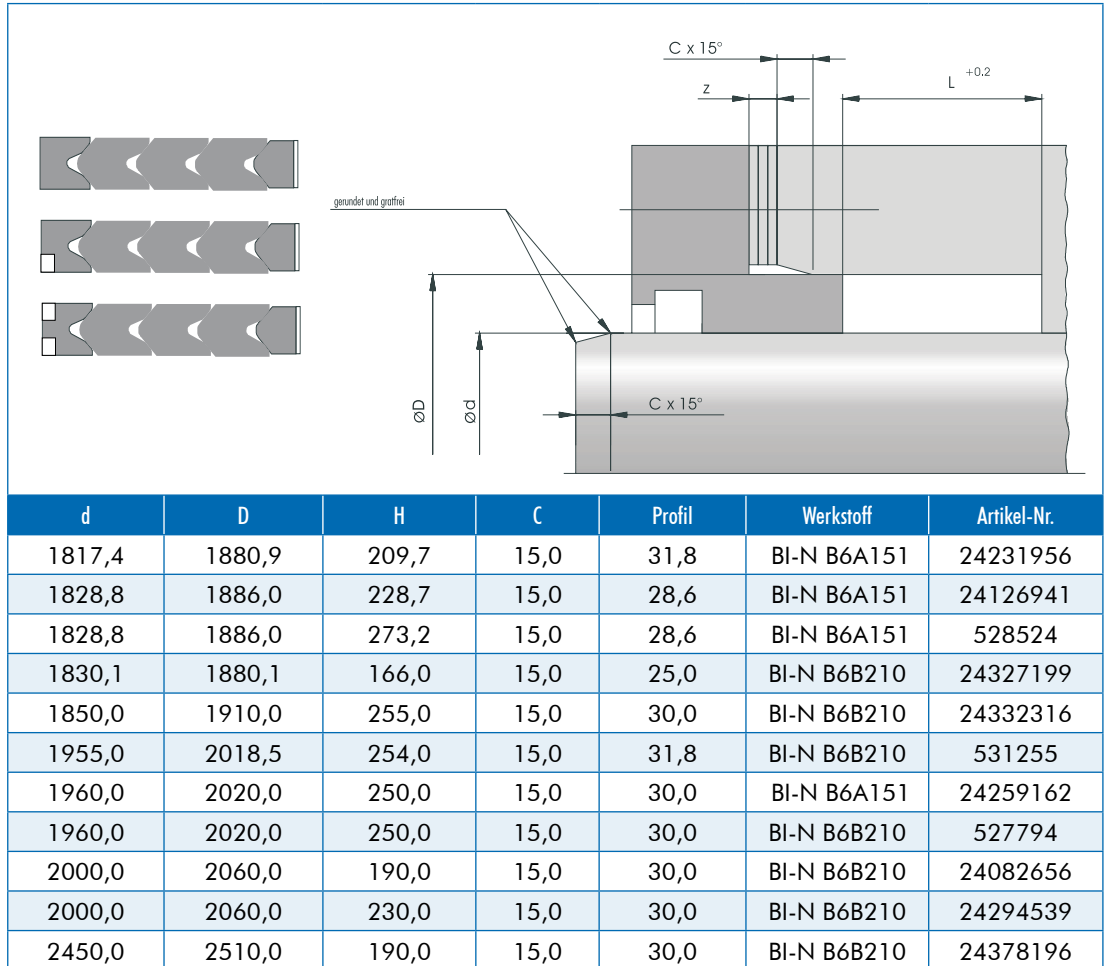 C x 15°
z
L +0.2
gerundet und gratfrei
ØD
Ød
C x 15°
d D H C Profil Werkstoff Artikel-Nr.
1817,4 1880,9 209,7 15,0 31,8 BI-N B6A151 24231956
1828,8 1886,0 228,7 15,0 28,6 BI-N B6A151 24126941
1828,8 1886,0 273,2 15,0 28,6 BI-N B6A151 528524
1830,1 1880,1 166,0 15,0 25,0 BI-N B6B210 24327199
1850,0 1910,0 255,0 15,0 30,0 BI-N B6B210 24332316
1955,0 2018,5 254,0 15,0 31,8 BI-N B6B210 531255
1960,0 2020,0 250,0 15,0 30,0 BI-N B6A151 24259162
1960,0 2020,0 250,0 15,0 30,0 BI-N B6B210 527794
2000,0 2060,0 190,0 15,0 30,0 BI-N B6B210 24082656
2000,0 2060,0 230,0 15,0 30,0 BI-N B6B210 24294539
2450,0 2510,0 190,0 15,0 30,0 BI-N B6B210 24378196